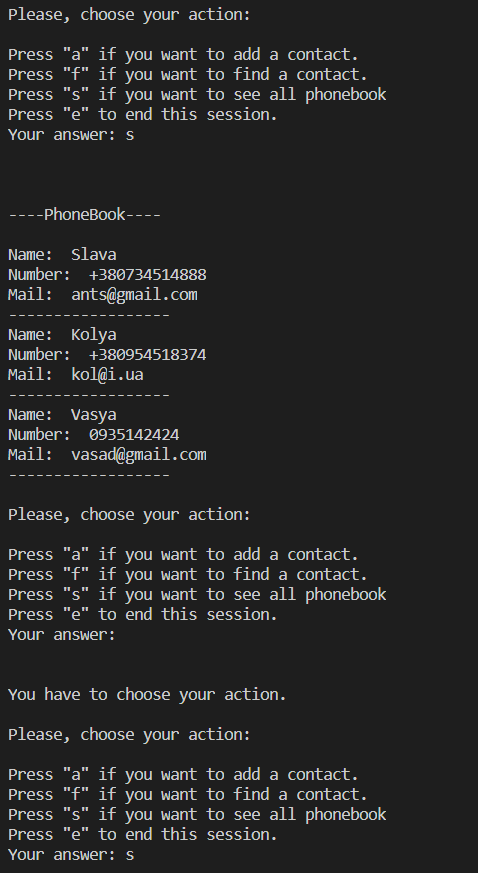 Please, choose your action:
Press "a" if you want to add a contact.
Press "f" if you want to find a contact.
Press "s" if you want to see all phonebook
Press "e" to end this session.
Your answer: s
----PhoneBook----
Name:  Slava
Number:  +380734514888
Mail:  ants@gmail.com
------------------
Name:  Kolya
Number:  +380954518374
Mail:  kol@i.ua
------------------
Name:  Vasya
Number:  0935142424
Mail:  vasad@gmail.com
------------------
Please, choose your action:
Press "a" if you want to add a contact.
Press "f" if you want to find a contact.
Press "s" if you want to see all phonebook
Press "e" to end this session.
Your answer:
You have to choose your action.
Please, choose your action:
Press "a" if you want to add a contact.
Press "f" if you want to find a contact.
Press "s" if you want to see all phonebook
Press "e" to end this session.
Your answer: s